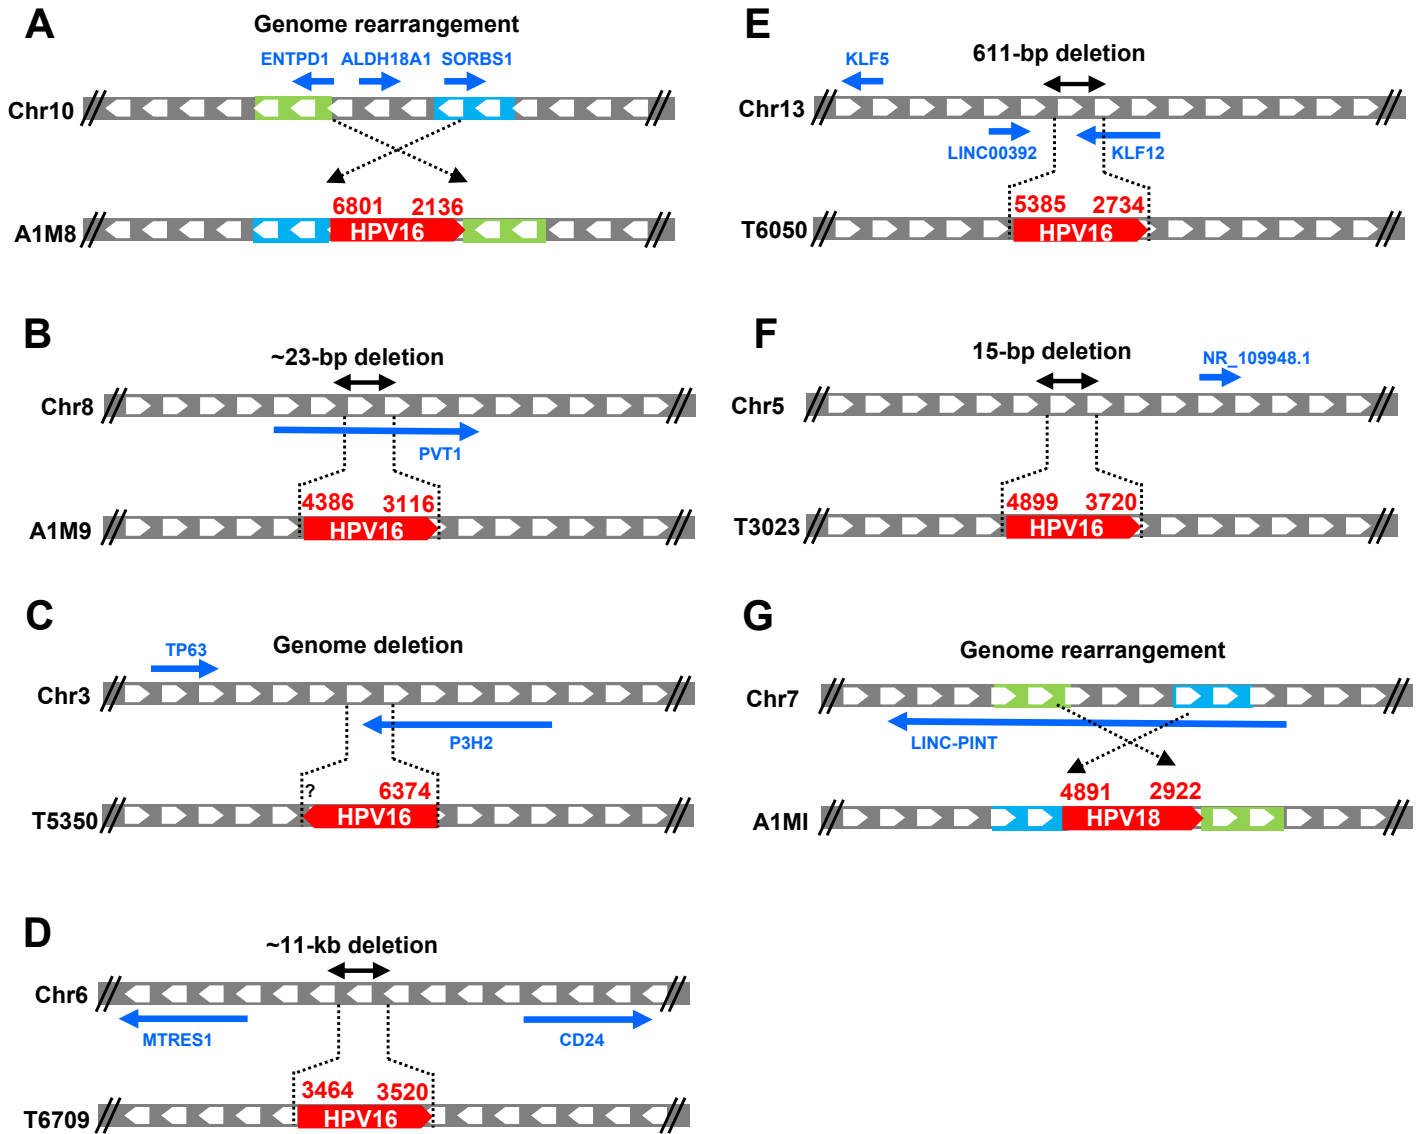 A
Genome rearrangement
ENTPD1 ALDH18A1 SORBS1
Chr10
6801 2136
A1M8 HPV16
B
~23-bp deletion
Chr8
PVT1
4386 3116
A1M9 HPV16
C
Genome deletion
TP63
Chr3
P3H2
? 6374
T5350 HPV16
D
~11-kb deletion
Chr6
MTRES1 CD24
3464 3520
T6709 HPV16
E
611-bp deletion
KLF5
Chr13
LINC00392 KLF12
5385 2734
T6050 HPV16
F
15-bp deletion
NR_109948.1
Chr5
4899 3720
T3023 HPV16
G
Genome rearrangement
Chr7
LINC-PINT
4891 2922
A1MI HPV18